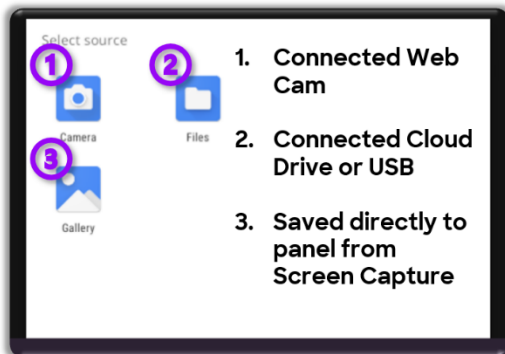 Select source
1
Camera
2
Files
3
Gallery
1. Connected Web
Cam
2. Connected Cloud
Drive or USB
3. Saved directly to
panel from
Screen Capture